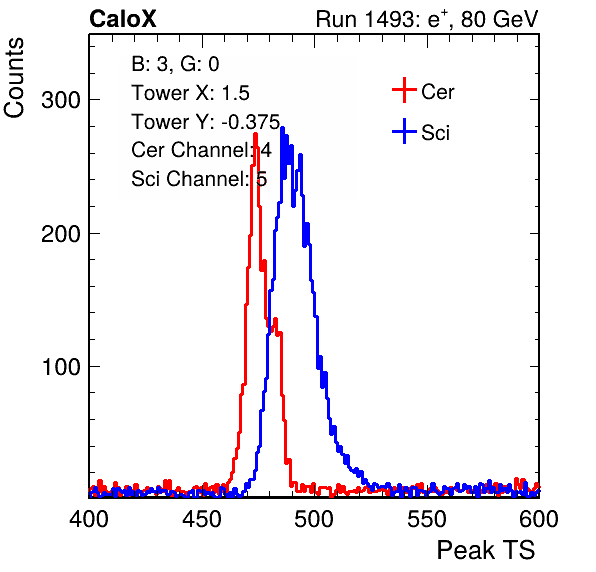 CaloX Run 1493: e⁺, 80 GeV
Counts
B: 3, G: 0
Tower X: 1.5
Tower Y: -0.375
Cer Channel: 4
Sci Channel: 5
Cer
Sci
300
200
100
400 450 500 550 600
Peak TS